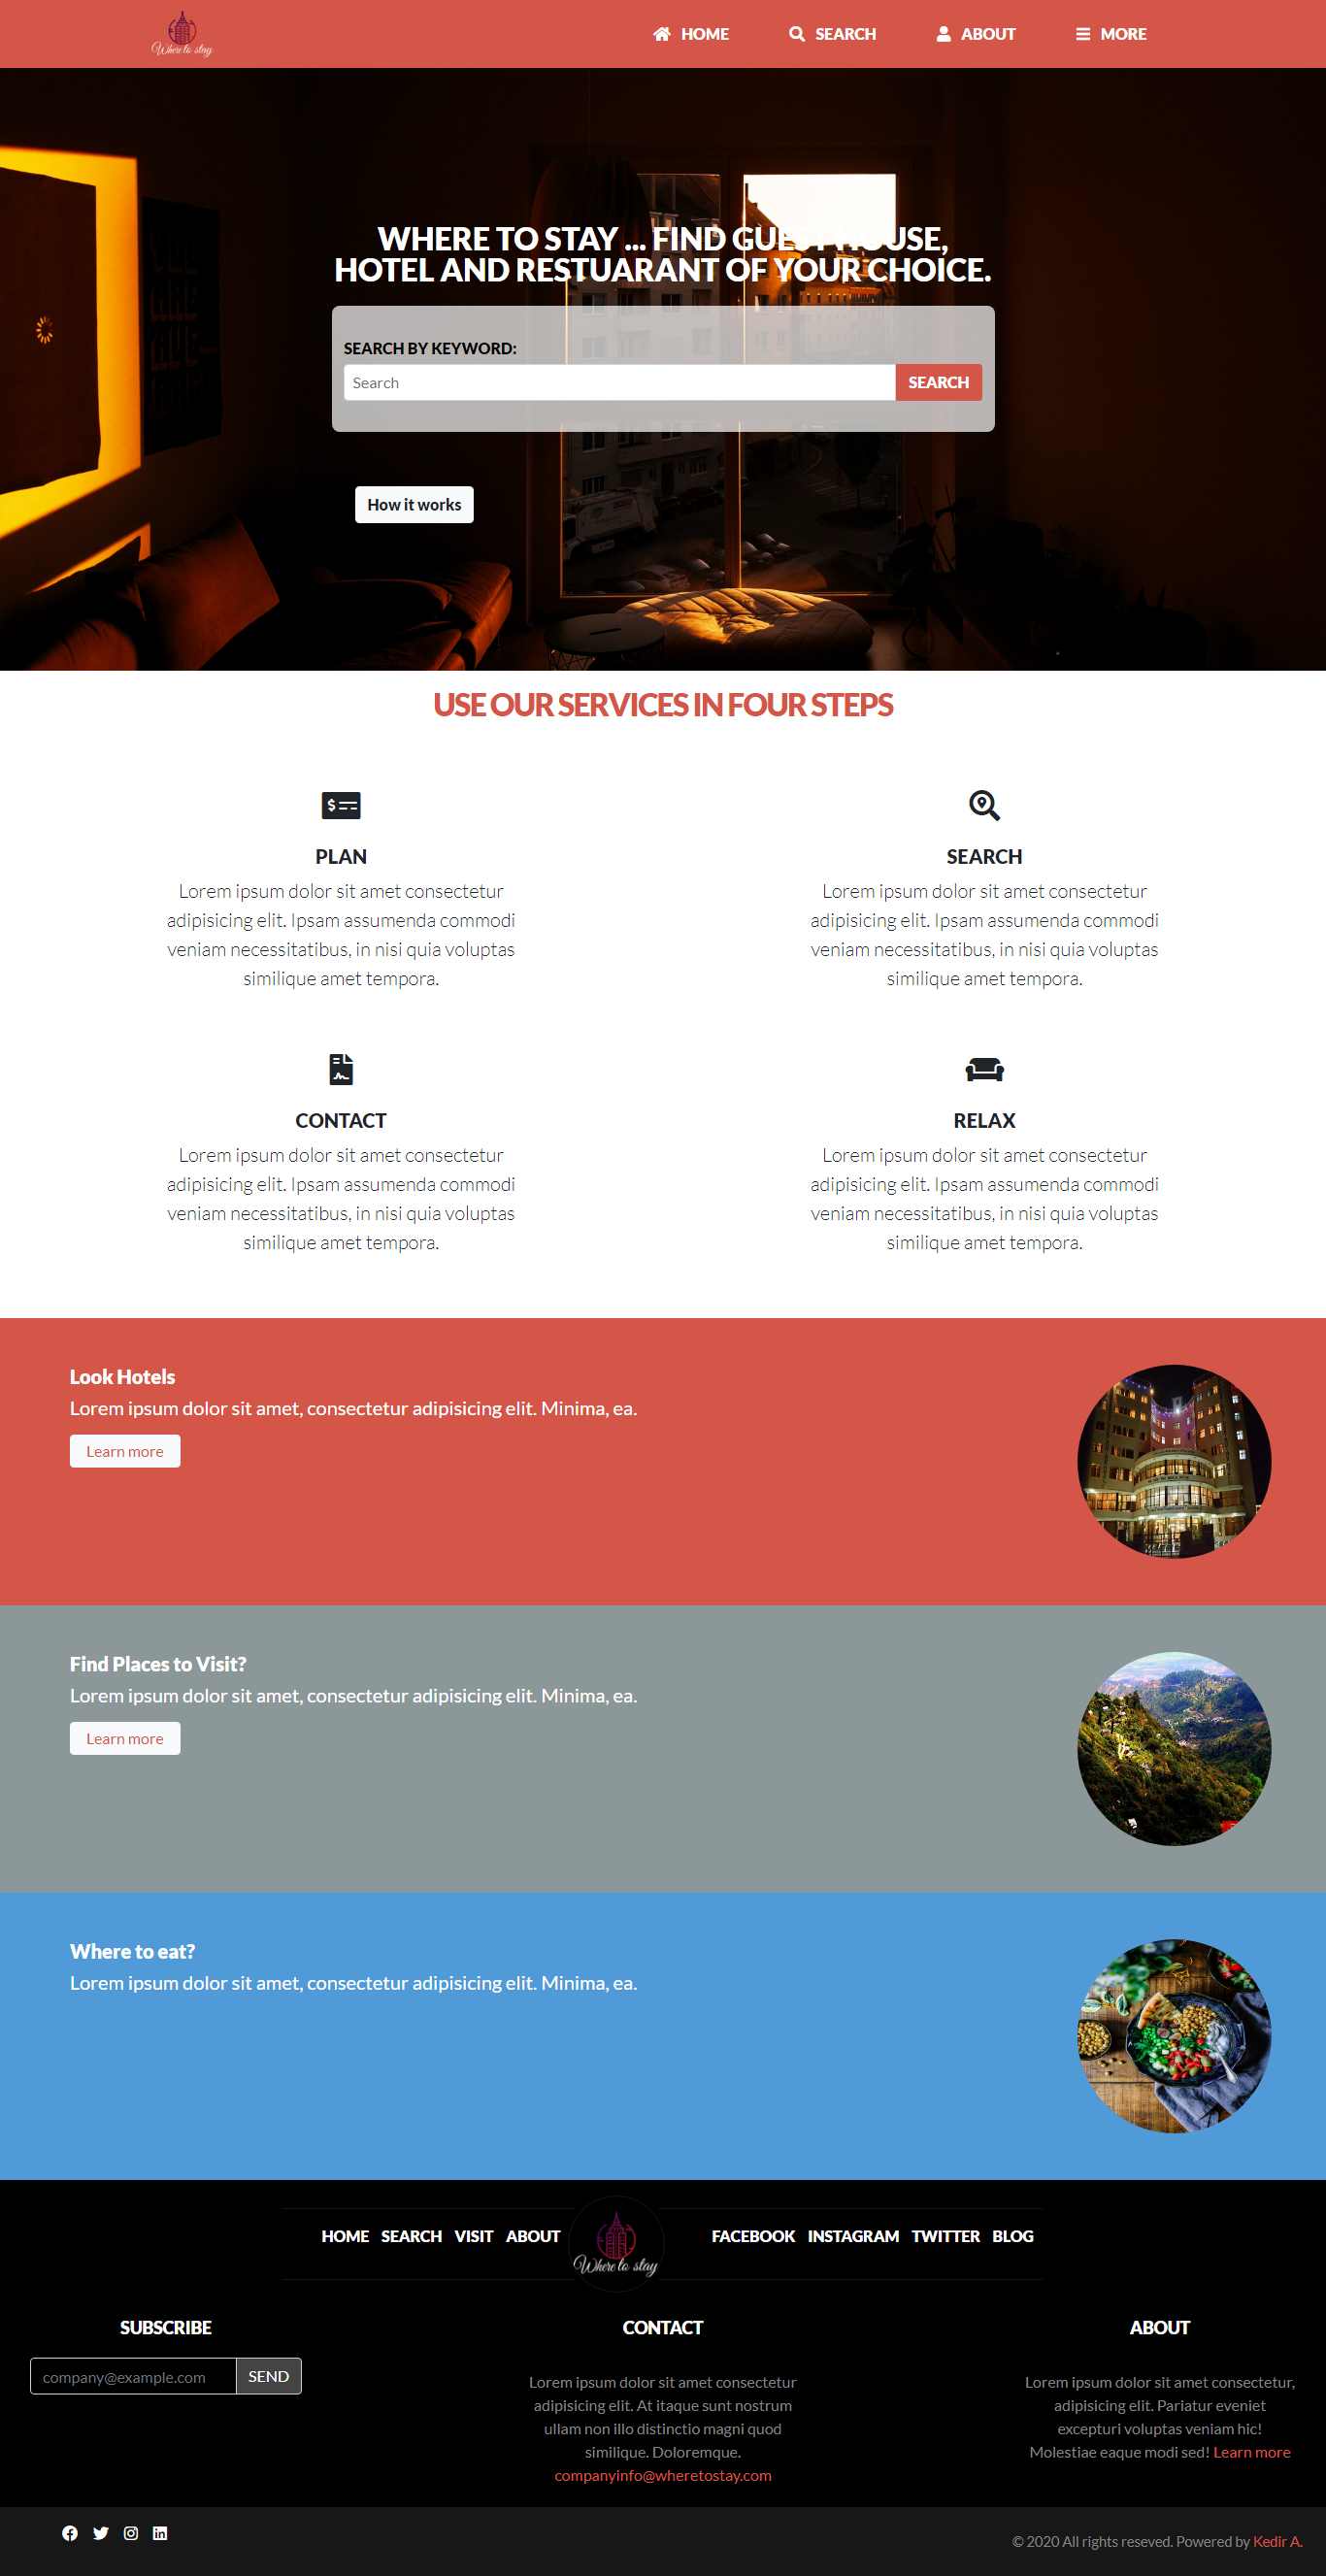 Where to stay
HOME
SEARCH
ABOUT
MORE
WHERE TO STAY ... FIND GUEST HOUSE,
HOTEL AND RESTUARANT OF YOUR CHOICE.
SEARCH BY KEYWORD:
Search
SEARCH
How it works
USE OUR SERVICES IN FOUR STEPS
PLAN
Lorem ipsum dolor sit amet consectetur
adipisicing elit. Ipsam assumenda commodi
veniam necessitatibus, in nisi quia voluptas
similique amet tempora.
SEARCH
Lorem ipsum dolor sit amet consectetur
adipisicing elit. Ipsam assumenda commodi
veniam necessitatibus, in nisi quia voluptas
similique amet tempora.
CONTACT
Lorem ipsum dolor sit amet consectetur
adipisicing elit. Ipsam assumenda commodi
veniam necessitatibus, in nisi quia voluptas
similique amet tempora.
RELAX
Lorem ipsum dolor sit amet consectetur
adipisicing elit. Ipsam assumenda commodi
veniam necessitatibus, in nisi quia voluptas
similique amet tempora.
Look Hotels
Lorem ipsum dolor sit amet, consectetur adipisicing elit. Minima, ea.
Learn more
Find Places to Visit?
Lorem ipsum dolor sit amet, consectetur adipisicing elit. Minima, ea.
Learn more
Where to eat?
Lorem ipsum dolor sit amet, consectetur adipisicing elit. Minima, ea.
HOME SEARCH VISIT ABOUT
Where to stay
FACEBOOK INSTAGRAM TWITTER BLOG
SUBSCRIBE
company@example.com
SEND
CONTACT
Lorem ipsum dolor sit amet consectetur
adipisicing elit. At itaque sunt nostrum
ullam non illo distinctio magni quod
similique. Doloremque.
companyinfo@wheretostay.com
ABOUT
Lorem ipsum dolor sit amet consectetur,
adipisicing elit. Pariatur eveniet
excepturi voluptas veniam hic!
Molestiae eaque modi sed! Learn more
© 2020 All rights reseved. Powered by Kedir A.